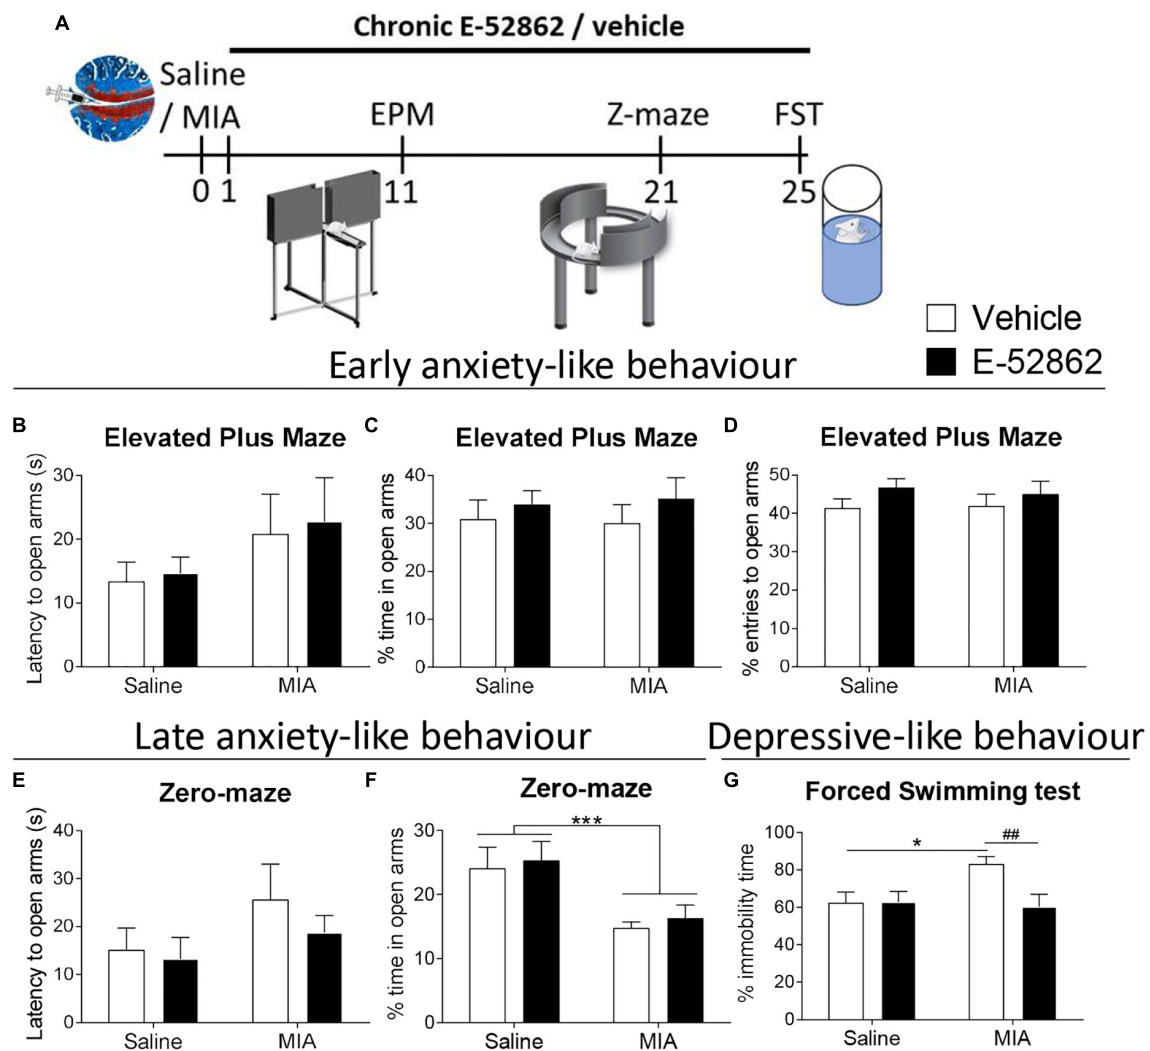 A
Chronic E-52862 / vehicle
Saline
/ MIA
EPM
Z-maze
FST
0 1 11 21 25
Vehicle
E-52862
Early anxiety-like behaviour
B
Elevated Plus Maze
Latency to open arms (s)
30
20
10
0
Saline MIA
C
Elevated Plus Maze
% time in open arms
40
30
20
10
0
Saline MIA
D
Elevated Plus Maze
% entries to open arms
50
40
30
20
10
0
Saline MIA
Late anxiety-like behaviour
Depressive-like behaviour
E
Zero-maze
Latency to open arms (s)
40
30
20
10
0
Saline MIA
F
Zero-maze
% time in open arms
30
20
10
0
***
Saline MIA
G
Forced Swimming test
% immobility time
100
80
60
40
20
0
* ##
Saline MIA